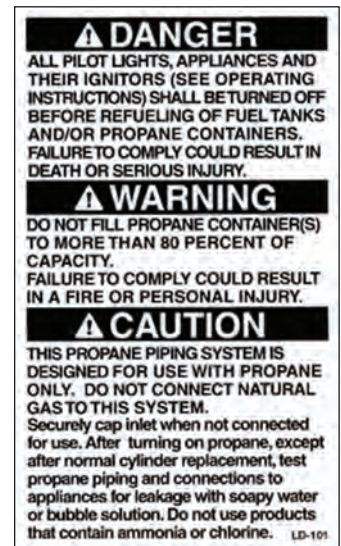 ⚠ DANGER
ALL PILOT LIGHTS, APPLIANCES AND
THEIR IGNITORS (SEE OPERATING
INSTRUCTIONS) SHALL BE TURNED OFF
BEFORE REFUELING OF FUEL TANKS
AND/OR PROPANE CONTAINERS.
FAILURE TO COMPLY COULD RESULT IN
DEATH OR SERIOUS INJURY.
⚠ WARNING
DO NOT FILL PROPANE CONTAINER(S)
TO MORE THAN 80 PERCENT OF
CAPACITY.
FAILURE TO COMPLY COULD RESULT
IN A FIRE OR PERSONAL INJURY.
⚠ CAUTION
THIS PROPANE PIPING SYSTEM IS
DESIGNED FOR USE WITH PROPANE
ONLY. DO NOT CONNECT NATURAL
GAS TO THIS SYSTEM.
Securely cap inlet when not connected
for use. After turning on propane, except
after normal cylinder replacement, test
propane piping and connections to
appliances for leakage with soapy water
or bubble solution. Do not use products
that contain ammonia or chlorine. LD-101